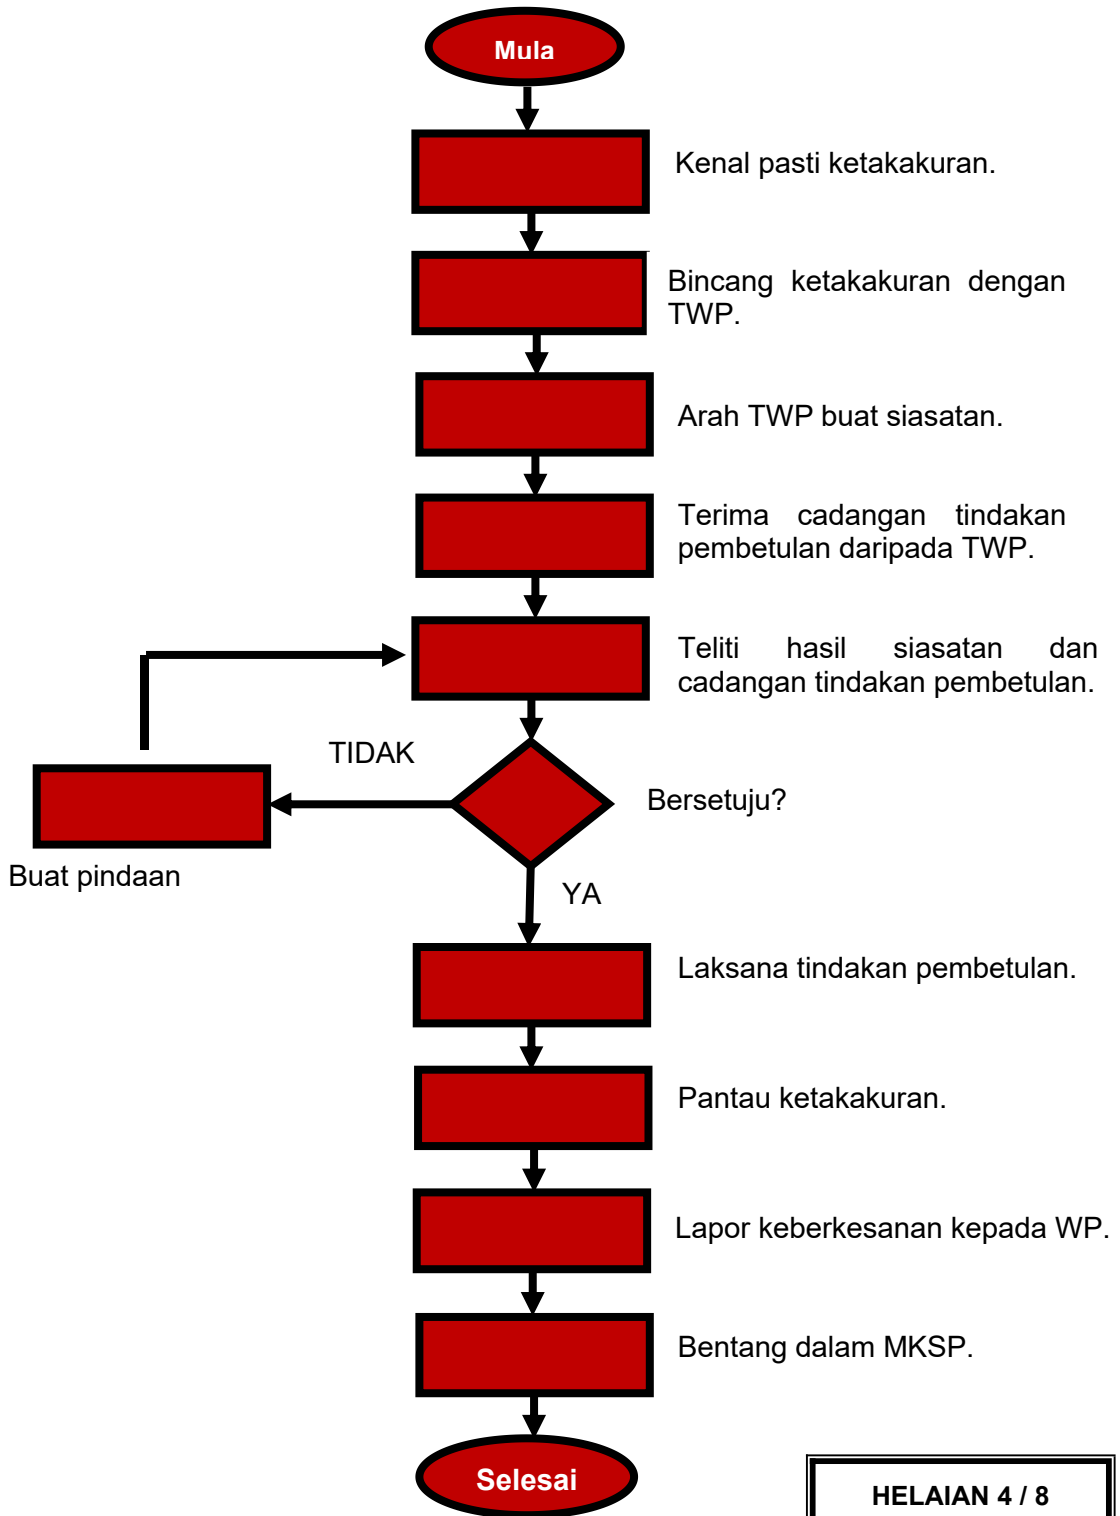 Mula
Kenal pasti ketakakuran.
Bincang ketakakuran dengan
TWP.
Arah TWP buat siasatan.
Terima cadangan tindakan
pembetulan daripada TWP.
Teliti hasil siasatan dan
cadangan tindakan pembetulan.
TIDAK
Bersetuju?
Buat pindaan
YA
Laksana tindakan pembetulan.
Pantau ketakakuran.
Lapor keberkesanan kepada WP.
Bentang dalam MKSP.
Selesai
HELAIAN 4 / 8